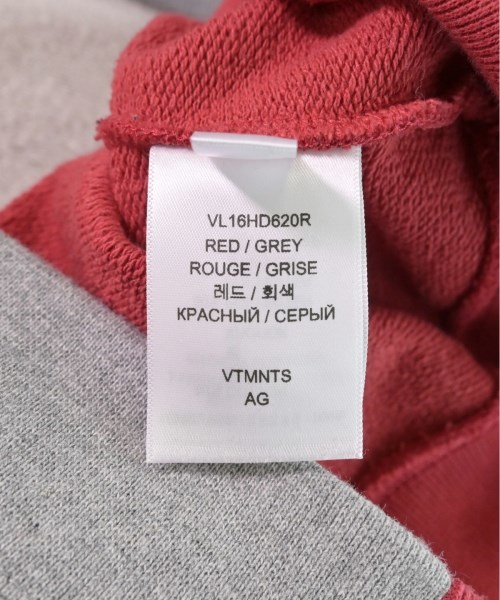 VL16HD620R
RED / GREY
ROUGE / GRISE
레드 / 회색
КРАСНЫЙ / СЕРЫЙ
VTMNTS
AG